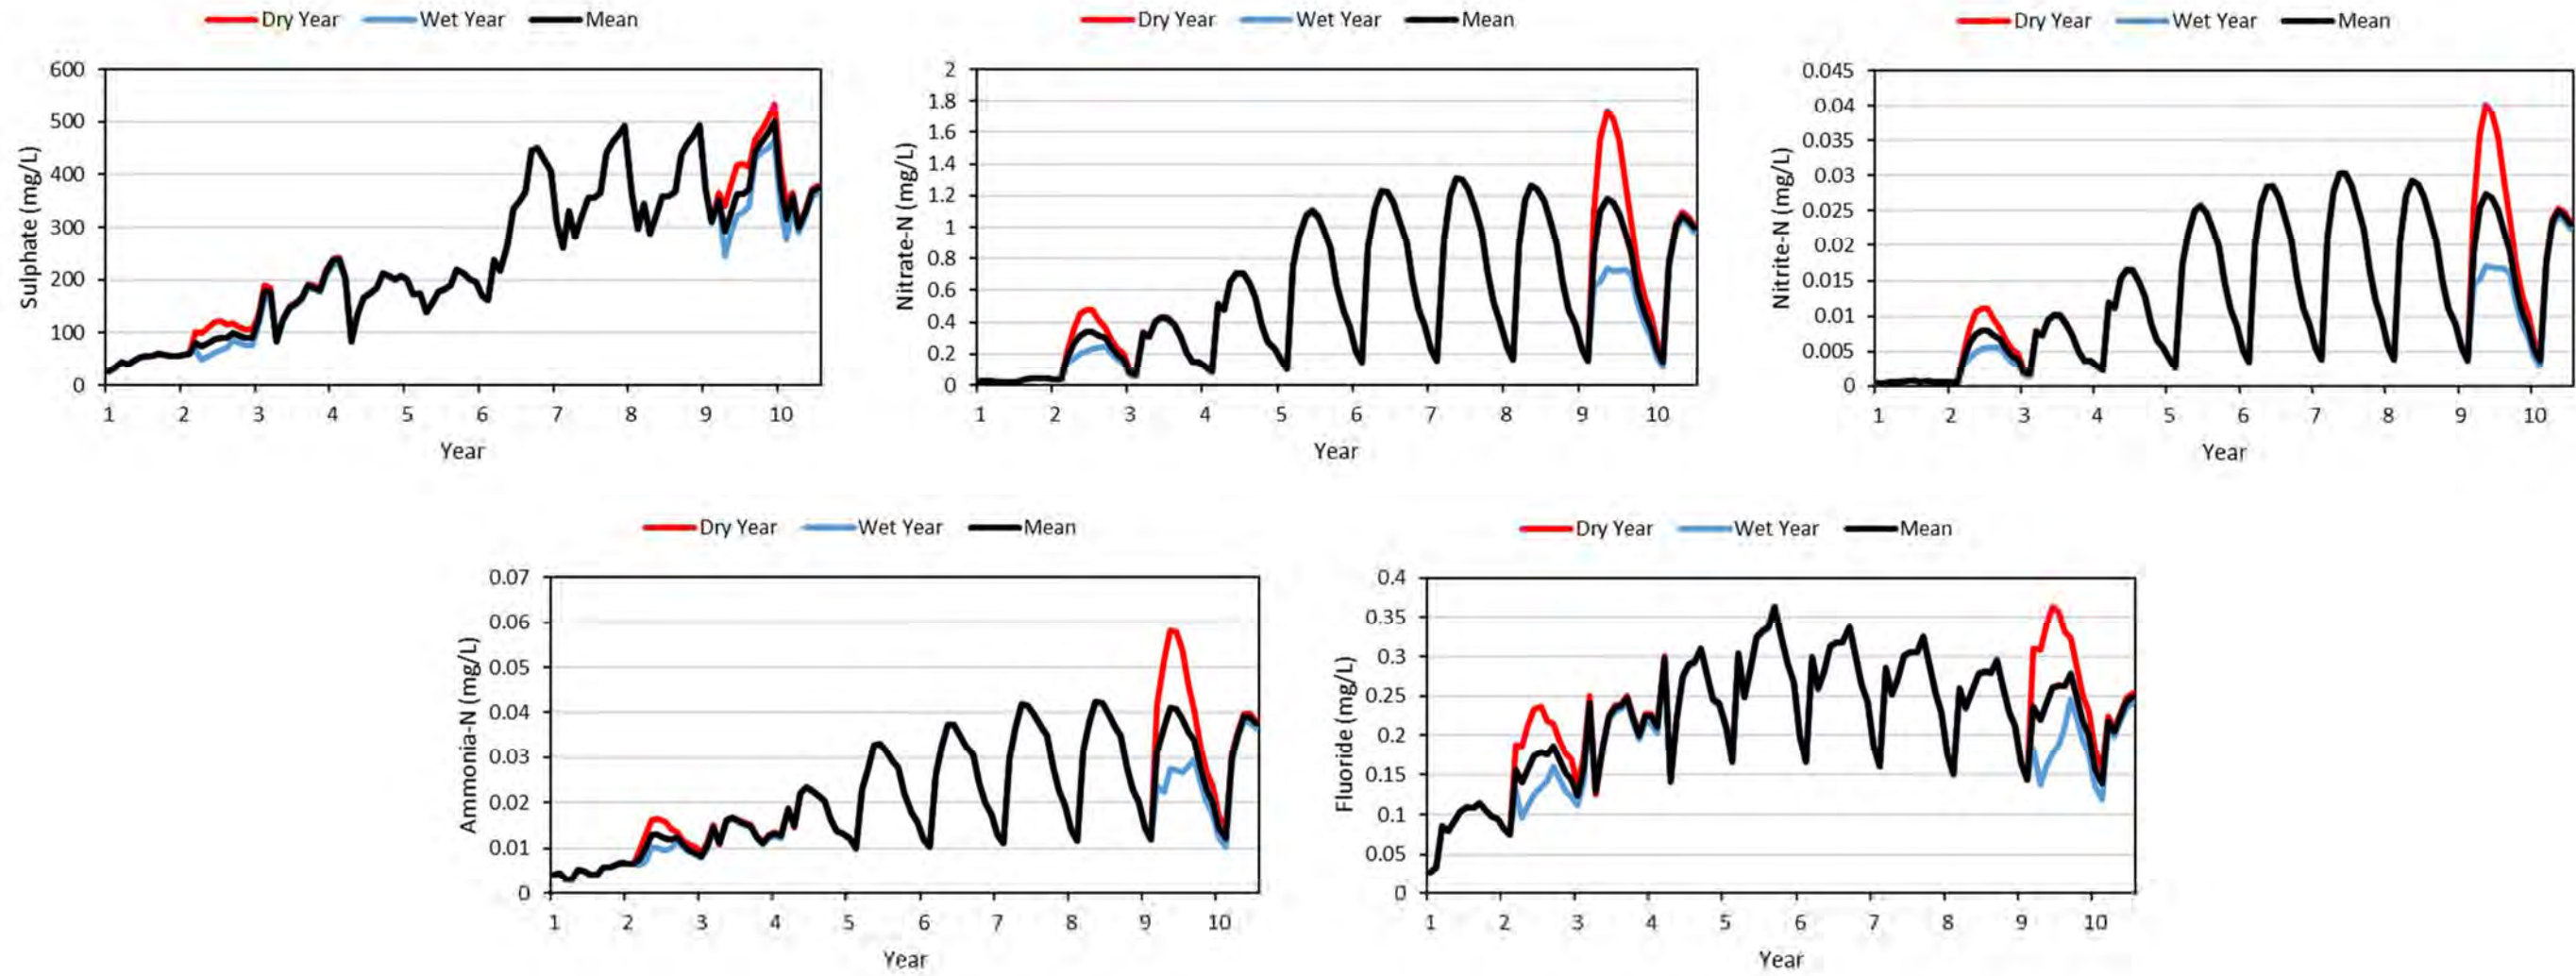 Dry Year Wet Year Mean
600
500
400
300
200
100
0
Sulphate (mg/L)
1 2 3 4 5 6 7 8 9 10
Year
Dry Year Wet Year Mean
2
1.8
1.6
1.4
1.2
1
0.8
0.6
0.4
0.2
0
Nitrate-N (mg/L)
1 2 3 4 5 6 7 8 9 10
Year
Dry Year Wet Year Mean
0.045
0.04
0.035
0.03
0.025
0.02
0.015
0.01
0.005
0
Nitrite-N (mg/L)
1 2 3 4 5 6 7 8 9 10
Year
Dry Year Wet Year Mean
0.07
0.06
0.05
0.04
0.03
0.02
0.01
0
Ammonia-N (mg/L)
1 2 3 4 5 6 7 8 9 10
Year
Dry Year Wet Year Mean
0.4
0.35
0.3
0.25
0.2
0.15
0.1
0.05
0
Fluoride (mg/L)
1 2 3 4 5 6 7 8 9 10
Year